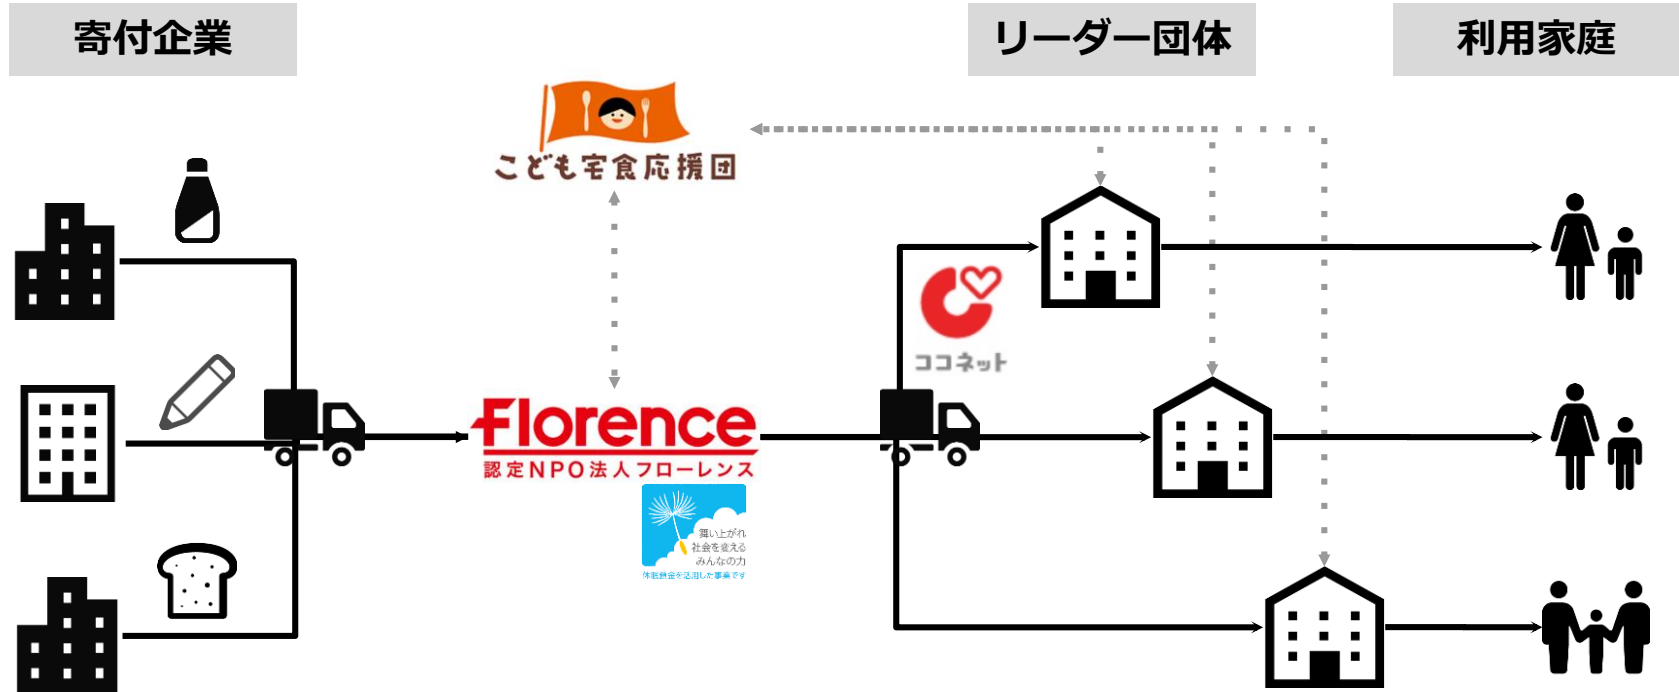 寄付企業
リーダー団体
利用家庭
こども宅食応援団
ココネット
Florence
認定NPO法人フローレンス
舞い上がれ
社会を変える
みんなの力
休眠預金を活用した事業です